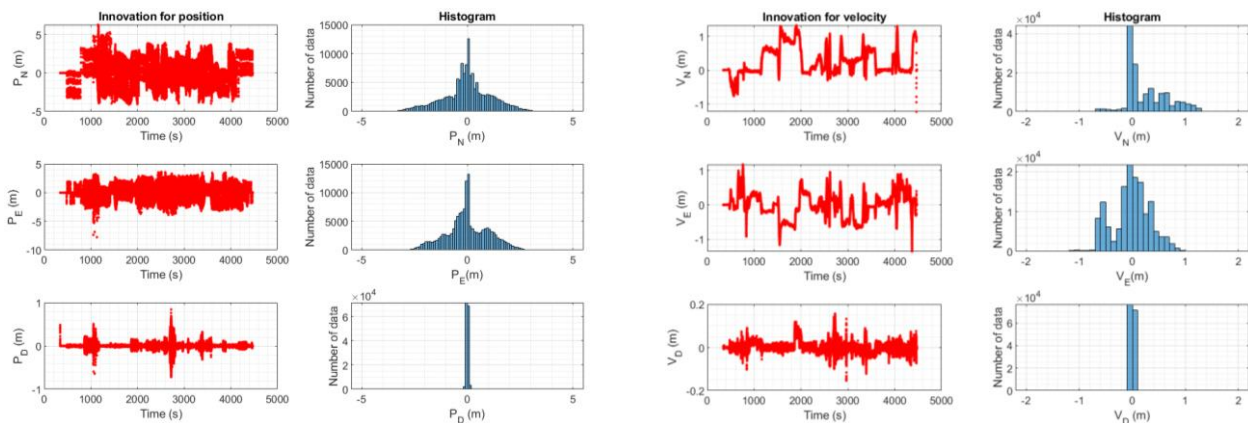 Innovation for position
Histogram
P_N (m)
5
0
-5
0 1000 2000 3000 4000 5000
Time (s)
Number of data
15000
10000
5000
0
-5 0 5
P_N (m)
P_E (m)
5
0
-5
-10
0 1000 2000 3000 4000 5000
Time (s)
Number of data
15000
10000
5000
0
-5 0 5
P_E (m)
P_D (m)
1
0
-1
0 1000 2000 3000 4000 5000
Time (s)
Number of data
×10^4
6
4
2
0
-5 0 5
P_D (m)
Innovation for velocity
Histogram
V_N (m)
1
0
-1
0 1000 2000 3000 4000 5000
Time (s)
Number of data
×10^4
4
2
0
-2 -1 0 1 2
V_N (m)
V_E (m)
1
0
-1
0 1000 2000 3000 4000 5000
Time (s)
Number of data
×10^4
2
1
0
-2 -1 0 1 2
V_E(m)
V_D (m)
0.2
0
-0.2
0 1000 2000 3000 4000 5000
Time (s)
Number of data
×10^4
6
4
2
0
-2 -1 0 1 2
V_D (m)